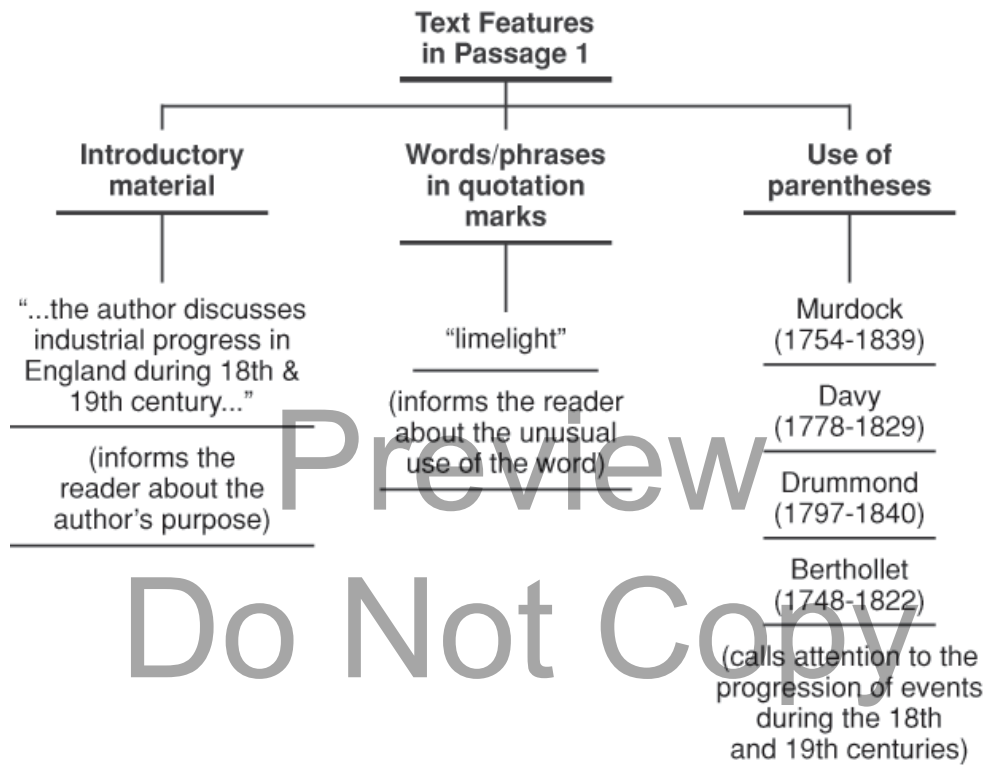 Text Features
in Passage 1
Introductory
material
"...the author discusses
industrial progress in
England during 18th &
19th century..."
(informs the
reader about the
author's purpose)
Words/phrases
in quotation
marks
"limelight"
(informs the reader
about the unusual
use of the word)
Use of
parentheses
Murdock
(1754-1839)
Davy
(1778-1829)
Drummond
(1797-1840)
Berthollet
(1748-1822)
(calls attention to the
progression of events
during the 18th
and 19th centuries)
Preview
Do Not Copy